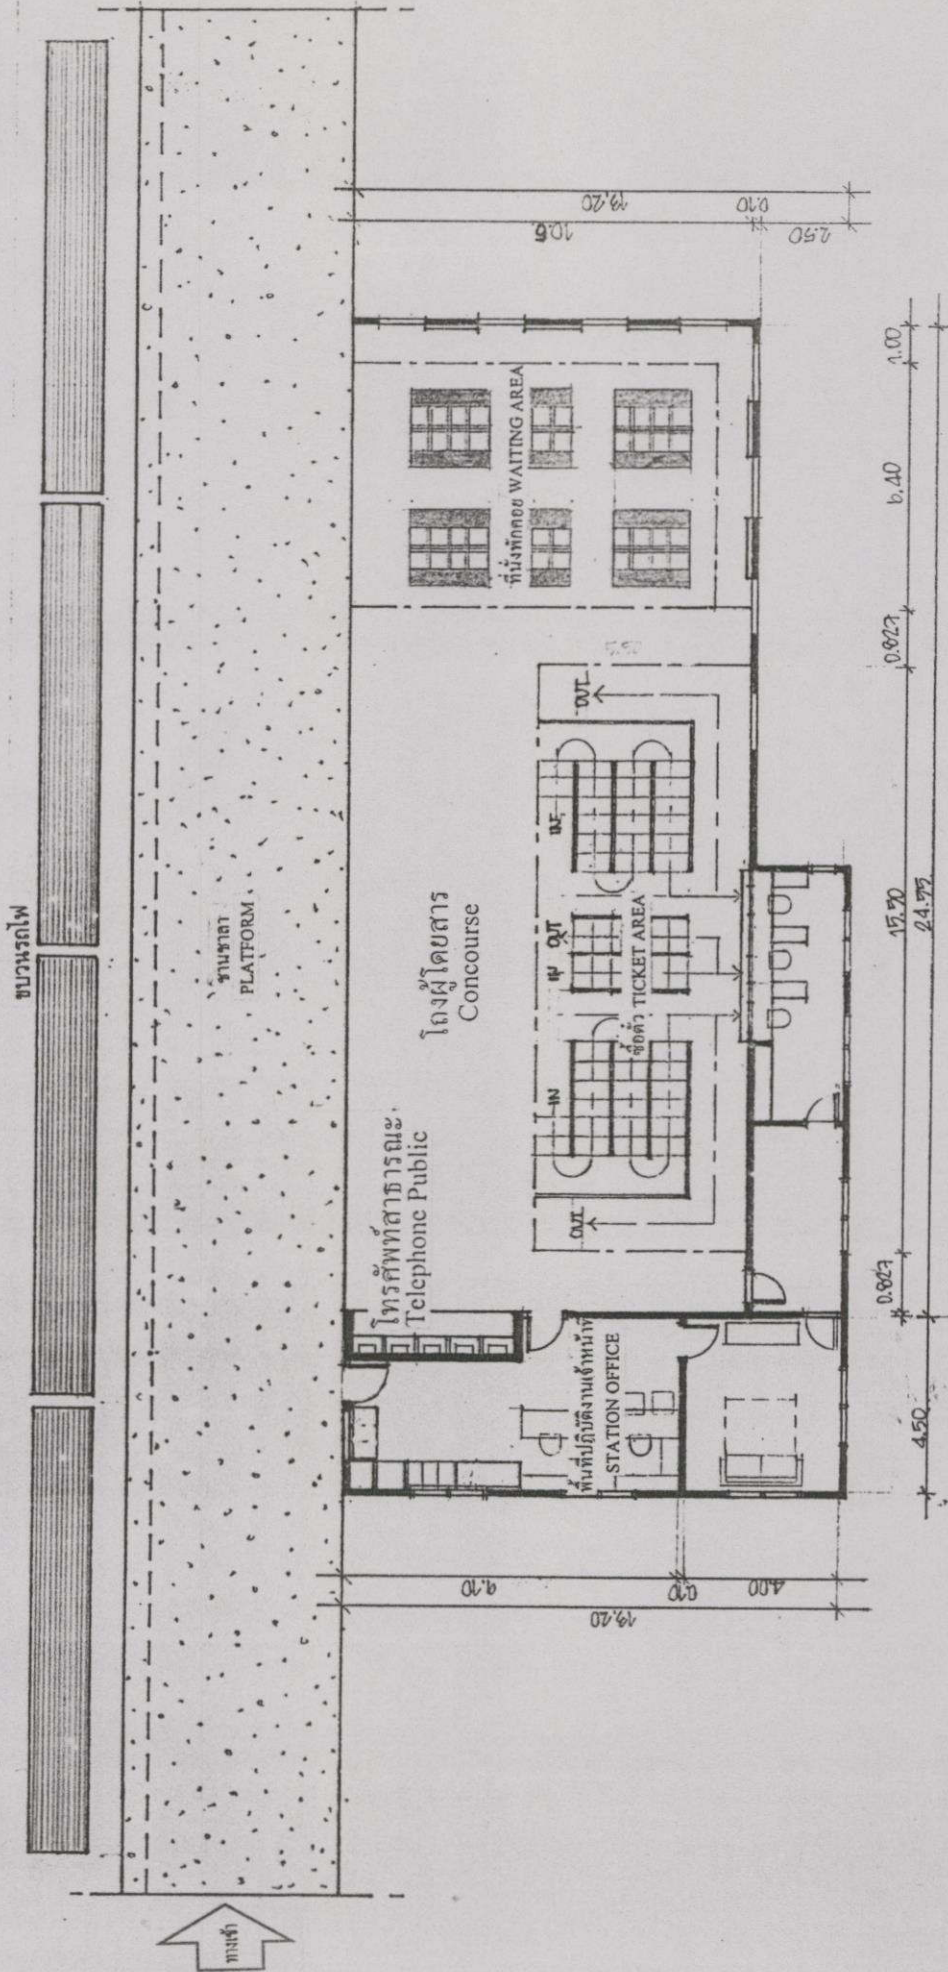 ขบวนรถไฟ
ชานชาลา
PLATFORM
ทางเข้า
โทรศัพท์สาธารณะ
Telephone Public
โถงผู้โดยสาร
Concourse
ที่นั่งพักคอย WAITING AREA
ซื้อตั๋ว TICKET AREA
OUT
IN
IN
OUT
IN
OUT
พื้นที่ปฏิบัติงานเจ้าหน้าที่
STATION OFFICE
9.10
0.10
4.00
13.20
10.6
0.10
2.50
13.20
4.50
0.827
15.50
0.827
6.40
1.00